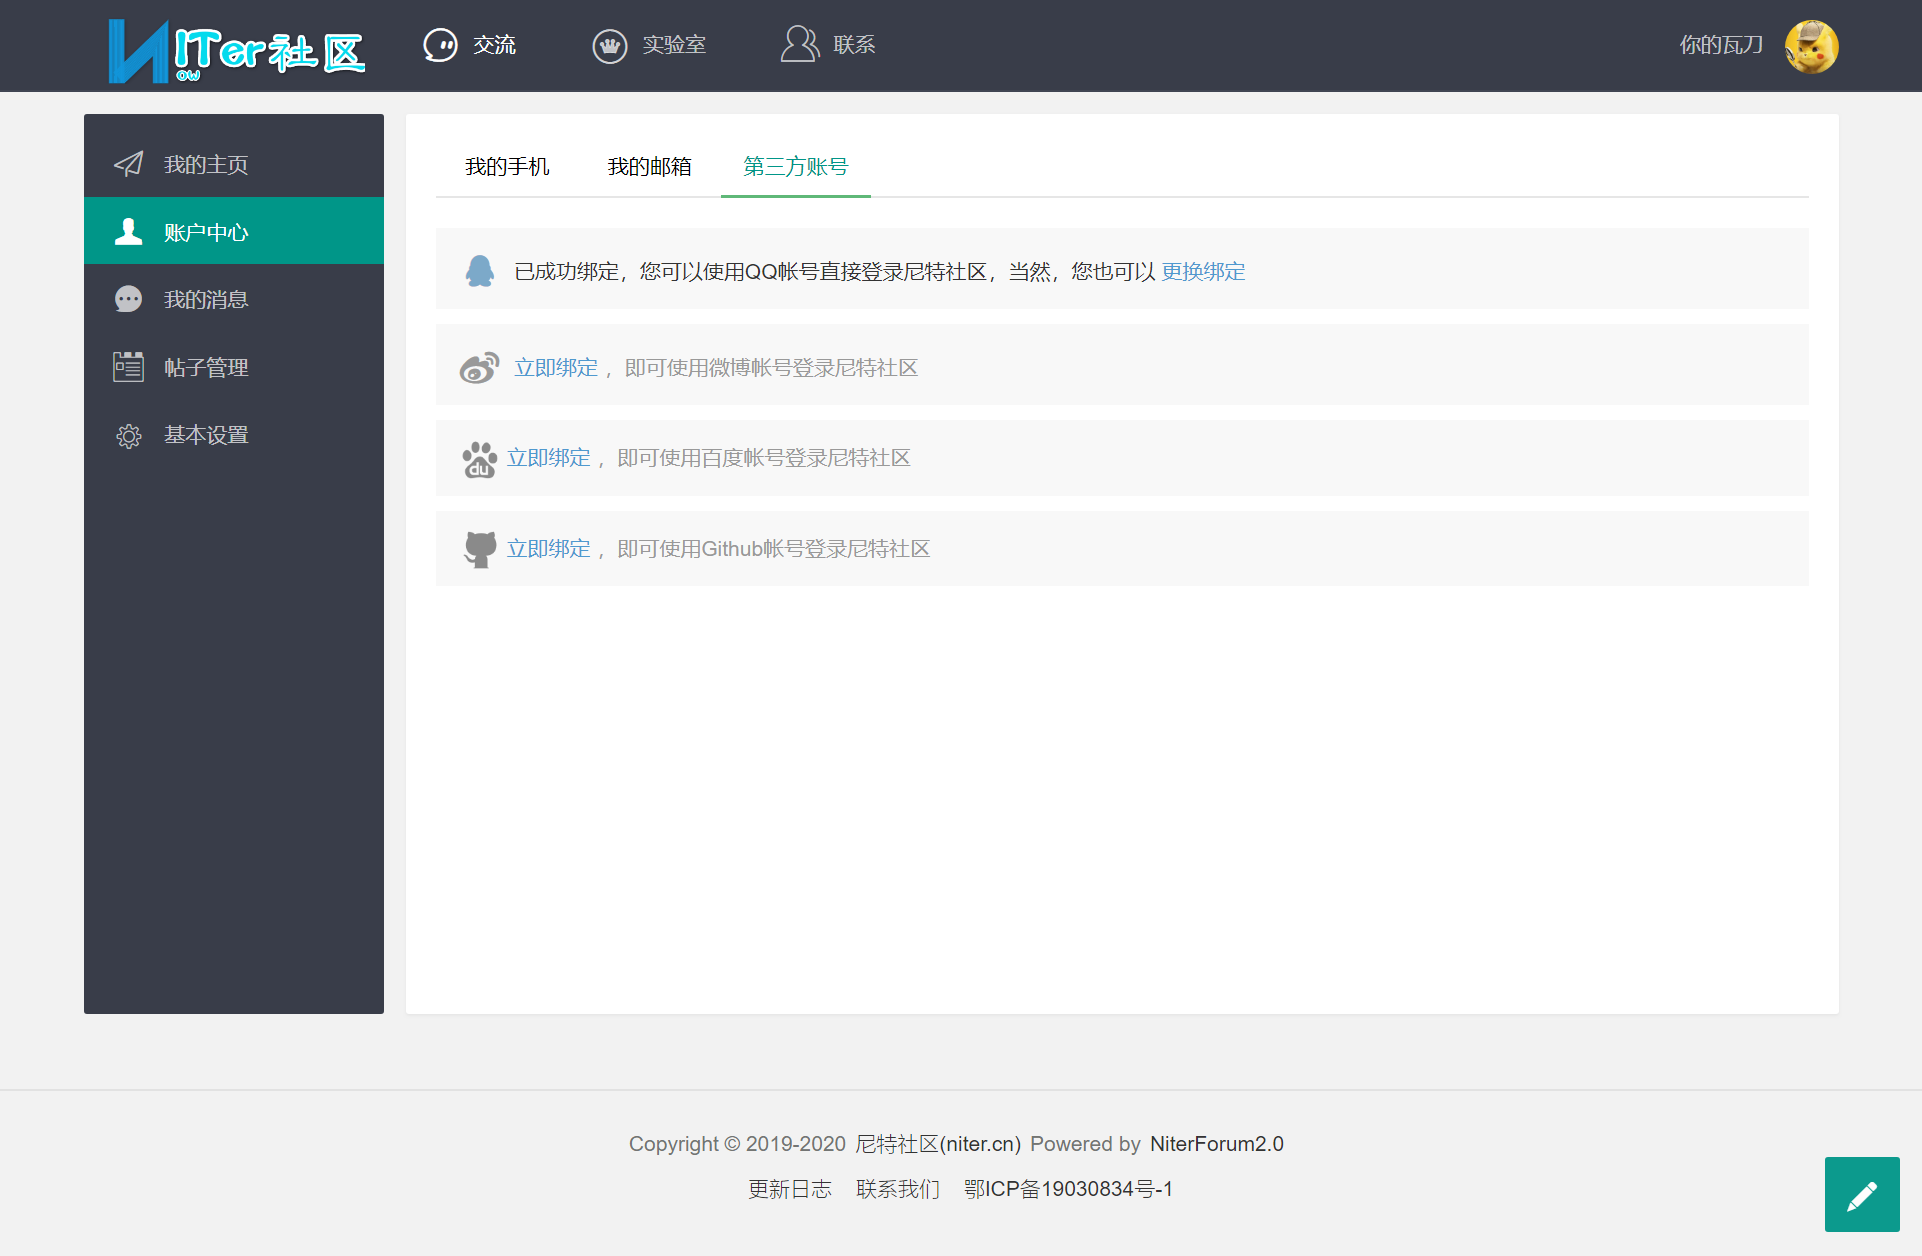 NITer社区
ow
交流
实验室
联系
你的瓦刀
我的主页
账户中心
我的消息
帖子管理
基本设置
我的手机
我的邮箱
第三方账号
已成功绑定，您可以使用QQ帐号直接登录尼特社区，当然，您也可以 更换绑定
立即绑定 ，即可使用微博帐号登录尼特社区
du
立即绑定 ，即可使用百度帐号登录尼特社区
立即绑定 ，即可使用Github帐号登录尼特社区
Copyright © 2019-2020 尼特社区(niter.cn) Powered by NiterForum2.0
更新日志 联系我们 鄂ICP备19030834号-1